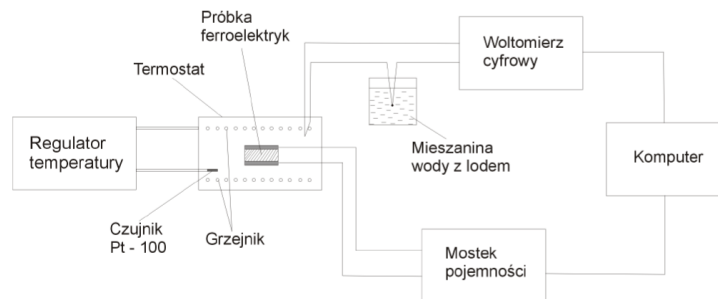 Próbka
ferroelektryk
Termostat
Woltomierz
cyfrowy
Regulator
temperatury
Mieszanina
wody z lodem
Komputer
Czujnik
Pt - 100
Grzejnik
Mostek
pojemności